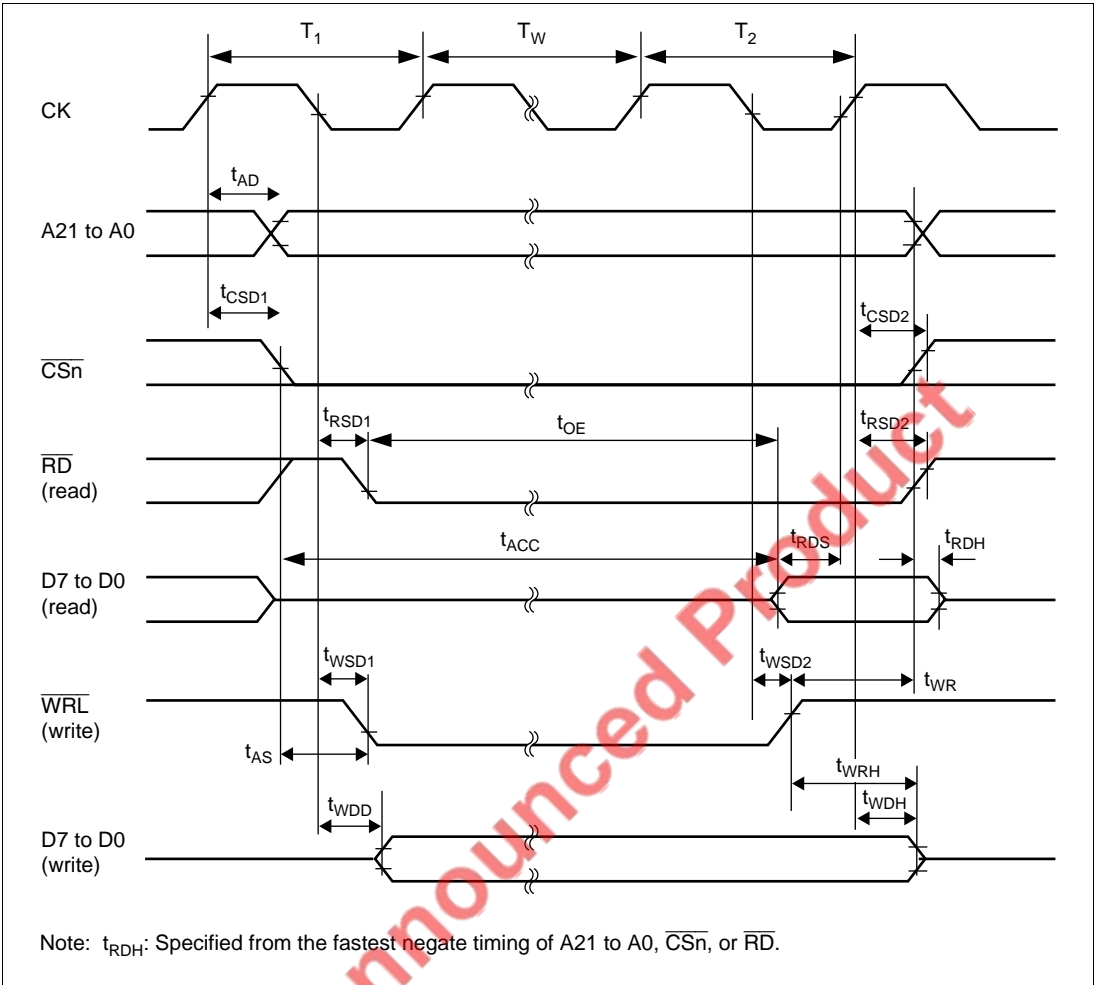 T1 TW T2
CK
tAD
A21 to A0
tCSD1 tCSD2
CSn
tRSD1 tOE tRSD2
RD
(read)
tACC tRDS tRDH
D7 to D0
(read)
tWSD1 tWSD2 tWR
WRL
(write)
tAS
tWRH
tWDD tWDH
D7 to D0
(write)
Note: tRDH: Specified from the fastest negate timing of A21 to A0, CSn, or RD.
nnounced Product